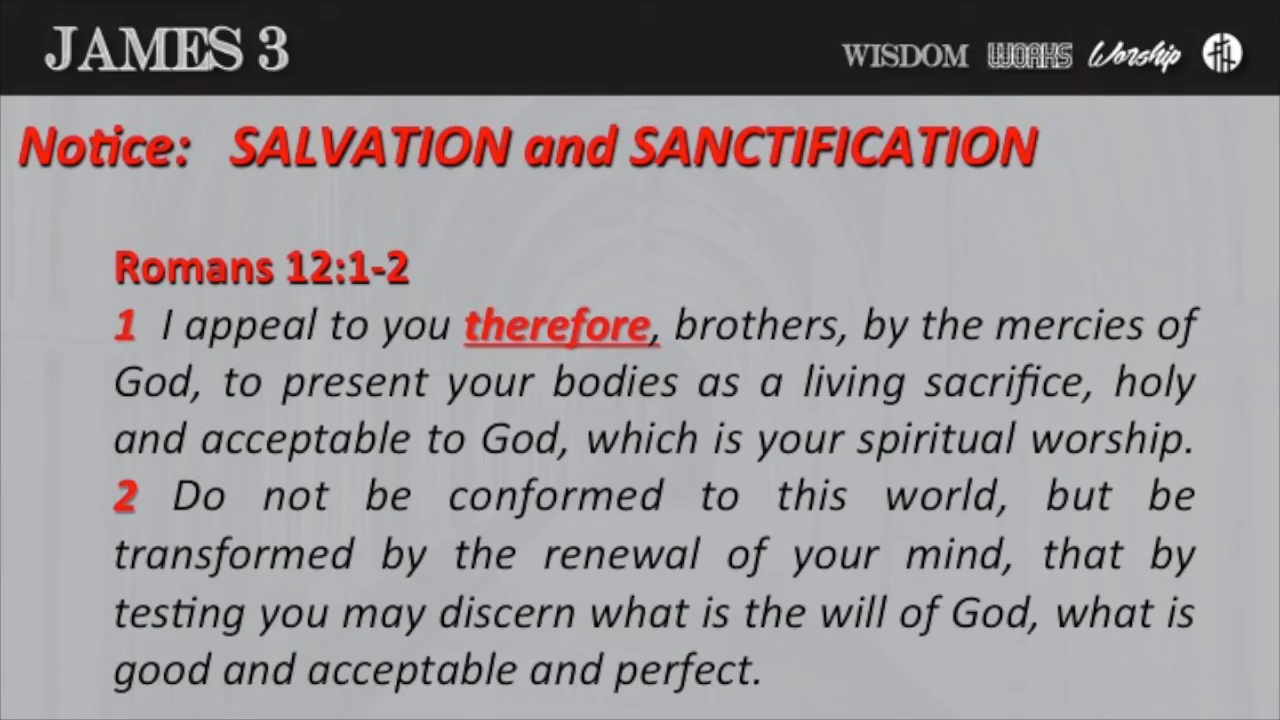 JAMES 3
WISDOM WORKS Worship
Notice: SALVATION and SANCTIFICATION
Romans 12:1-2
1 I appeal to you therefore, brothers, by the mercies of
God, to present your bodies as a living sacrifice, holy
and acceptable to God, which is your spiritual worship.
2 Do not be conformed to this world, but be
transformed by the renewal of your mind, that by
testing you may discern what is the will of God, what is
good and acceptable and perfect.